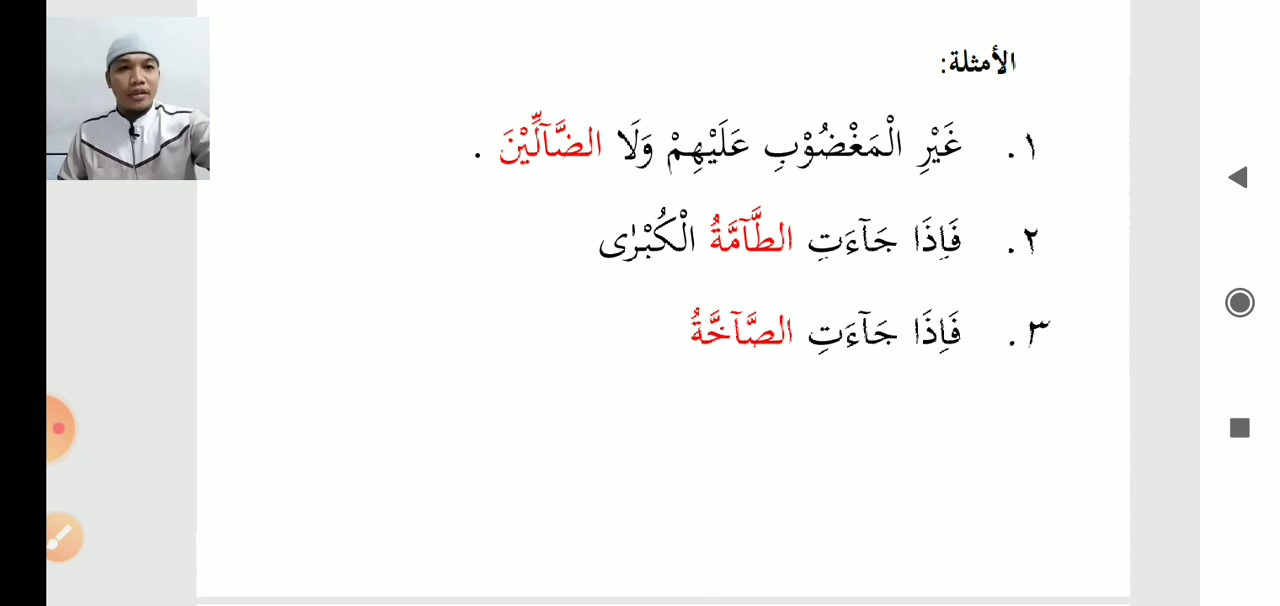 الأمثلة:
١. غَيْرِ الْمَغْضُوْبِ عَلَيْهِمْ وَلَا الضَّآلِّيْنَ .
٢. فَاِذَا جَآءَتِ الطَّآمَّةُ الْكُبْرٰى
٣. فَاِذَا جَآءَتِ الصَّآخَّةُ